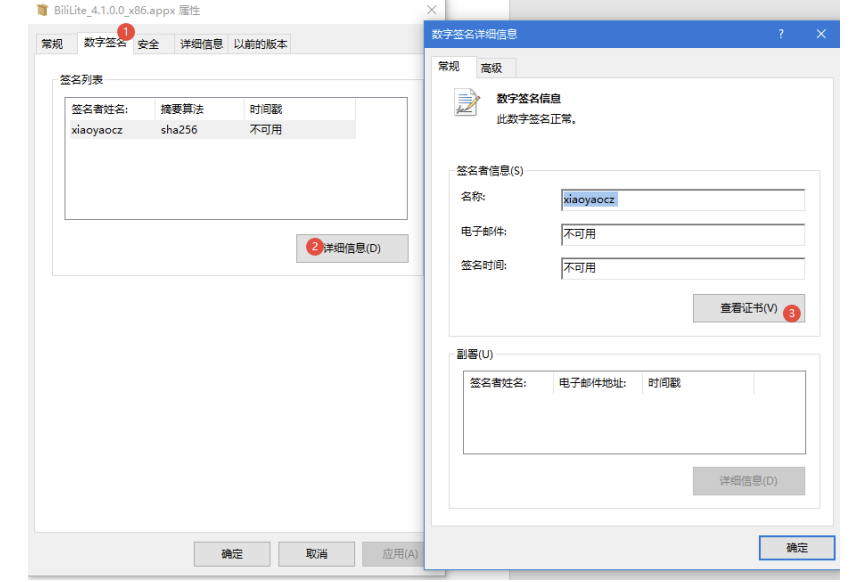 BiliLite_4.1.0.0_x86.appx 属性
常规 数字签名 1 安全 详细信息 以前的版本
签名列表
签名者姓名: 摘要算法 时间戳
xiaoyaocz sha256 不可用
2 详细信息(D)
确定 取消 应用(A)
数字签名详细信息 ?
常规 高级
数字签名信息
此数字签名正常。
签名者信息(S)
名称: xiaoyaocz
电子邮件: 不可用
签名时间: 不可用
查看证书(V) 3
副署(U)
签名者姓名: 电子邮件地址: 时间戳
详细信息(D)
确定